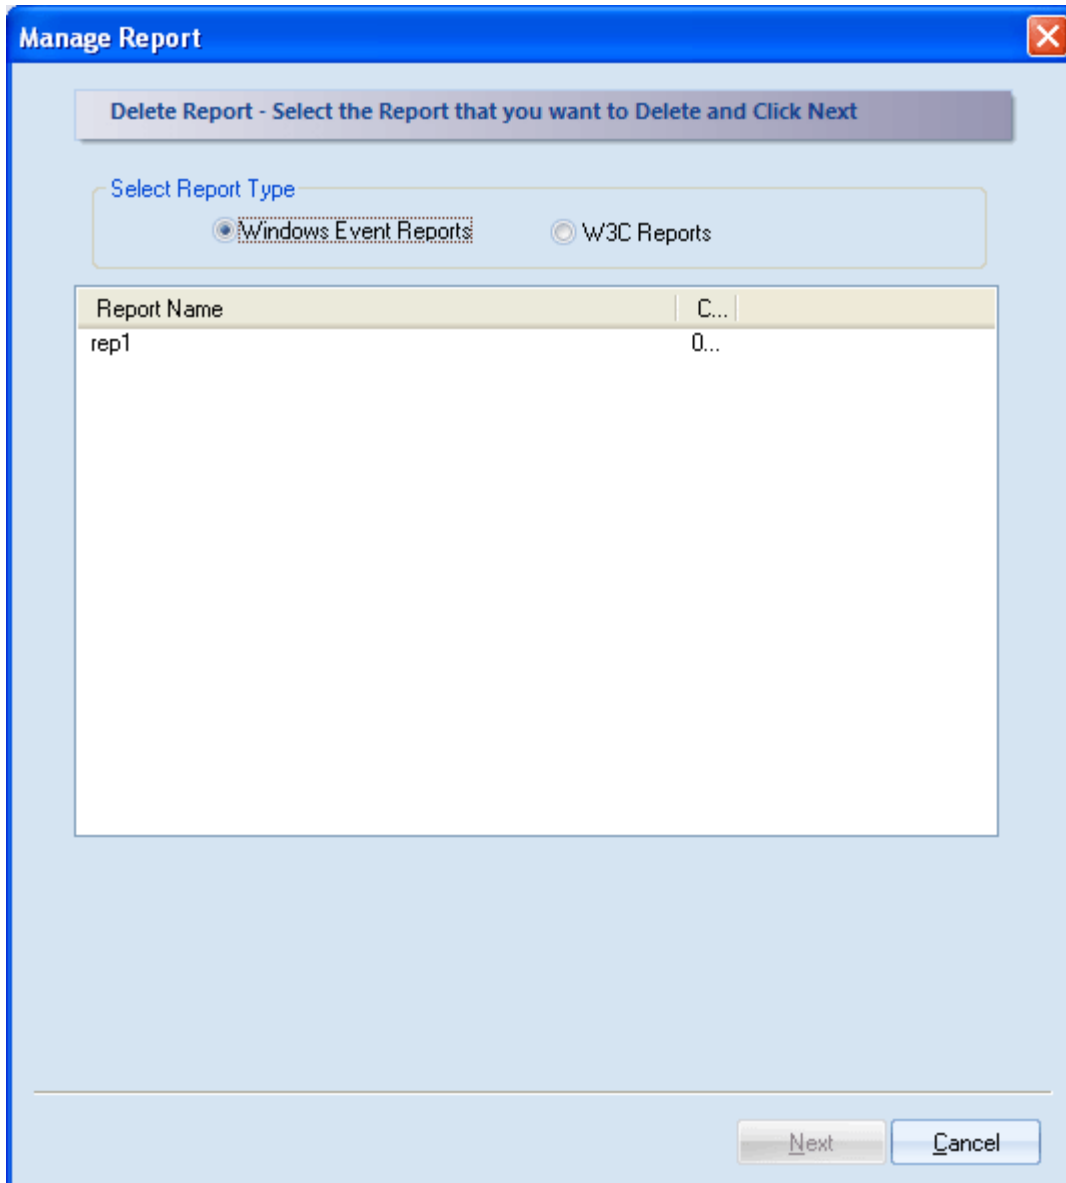 Manage Report
Delete Report - Select the Report that you want to Delete and Click Next
Select Report Type
Windows Event Reports W3C Reports
Report Name C...
rep1 0...
Next Cancel